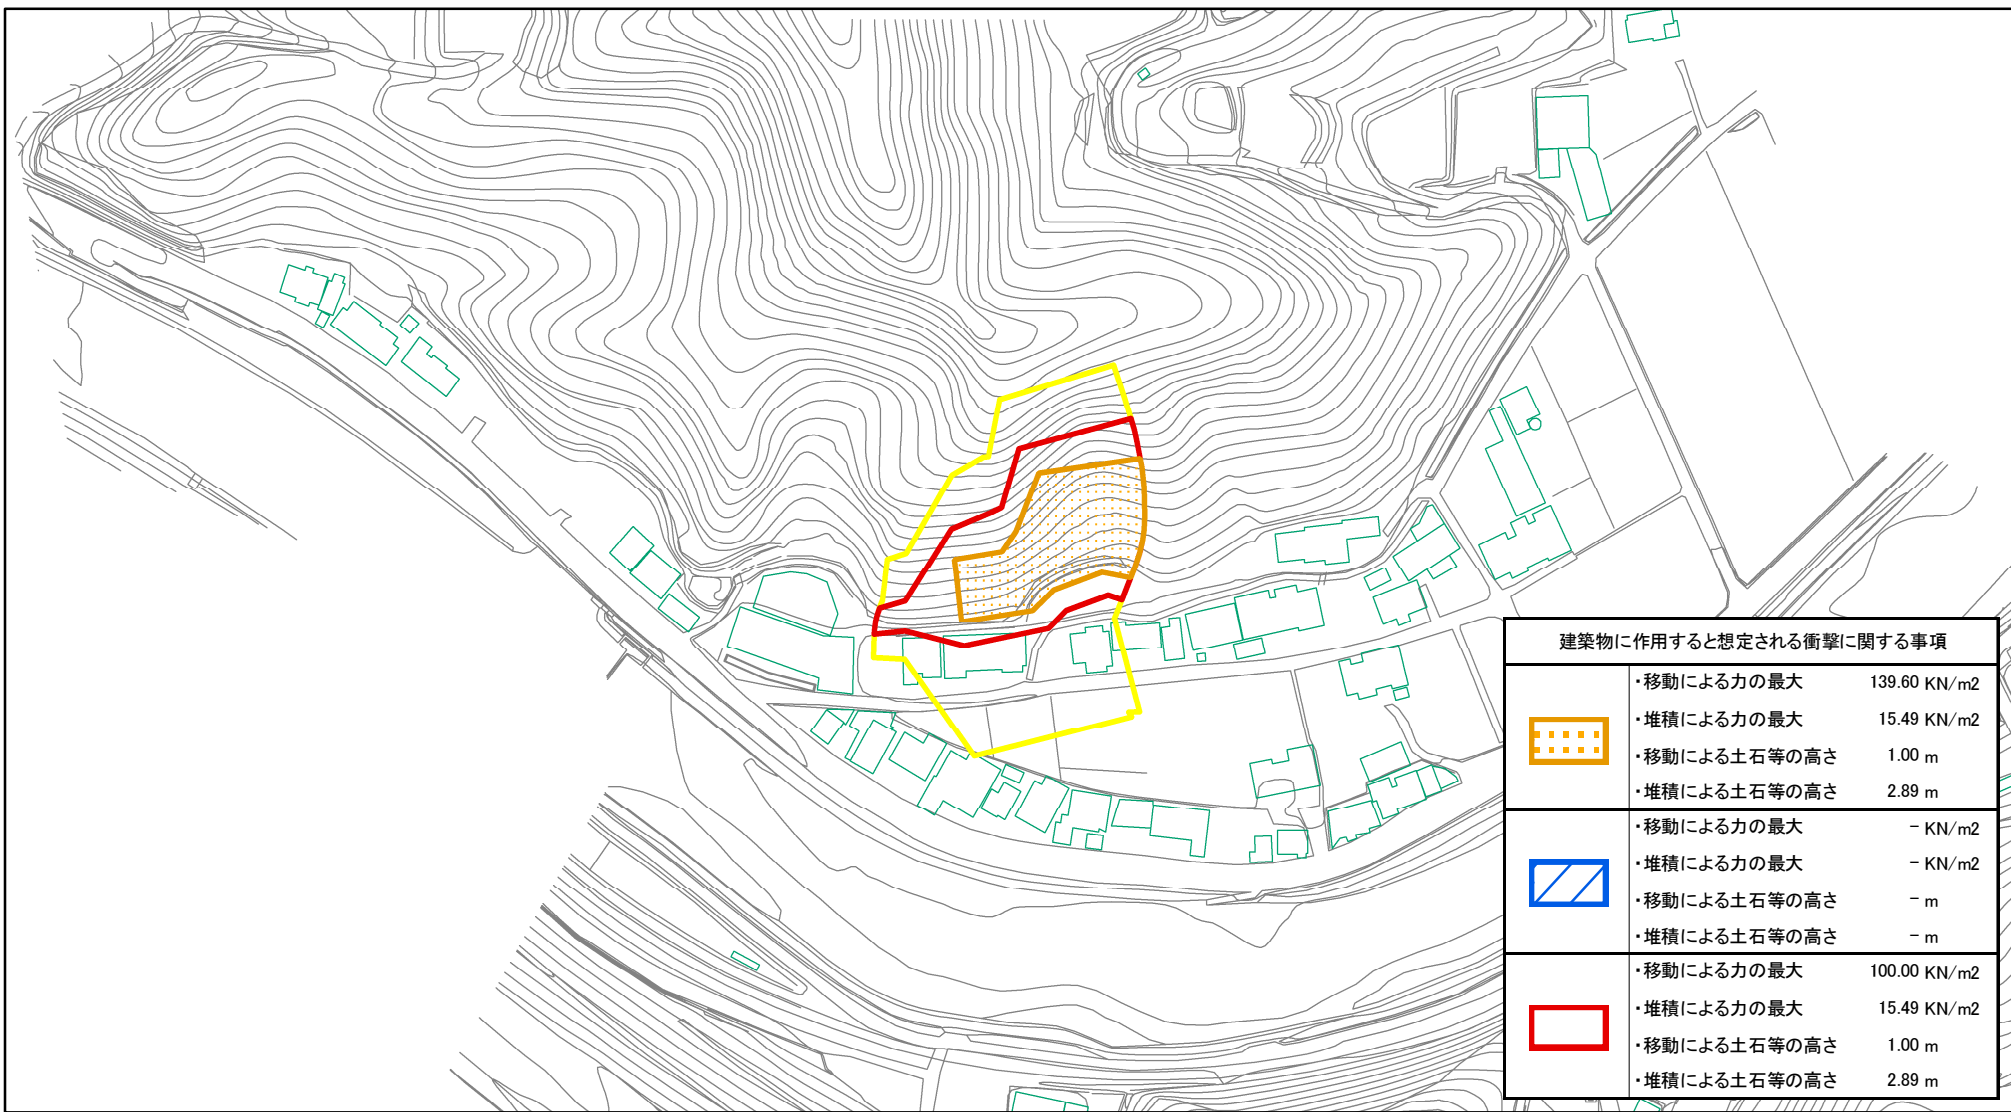 建築物に作用すると想定される衝撃に関する事項
・移動による力の最大 139.60 KN/m2
・堆積による力の最大 15.49 KN/m2
・移動による土石等の高さ 1.00 m
・堆積による土石等の高さ 2.89 m
・移動による力の最大 - KN/m2
・堆積による力の最大 - KN/m2
・移動による土石等の高さ - m
・堆積による土石等の高さ - m
・移動による力の最大 100.00 KN/m2
・堆積による力の最大 15.49 KN/m2
・移動による土石等の高さ 1.00 m
・堆積による土石等の高さ 2.89 m